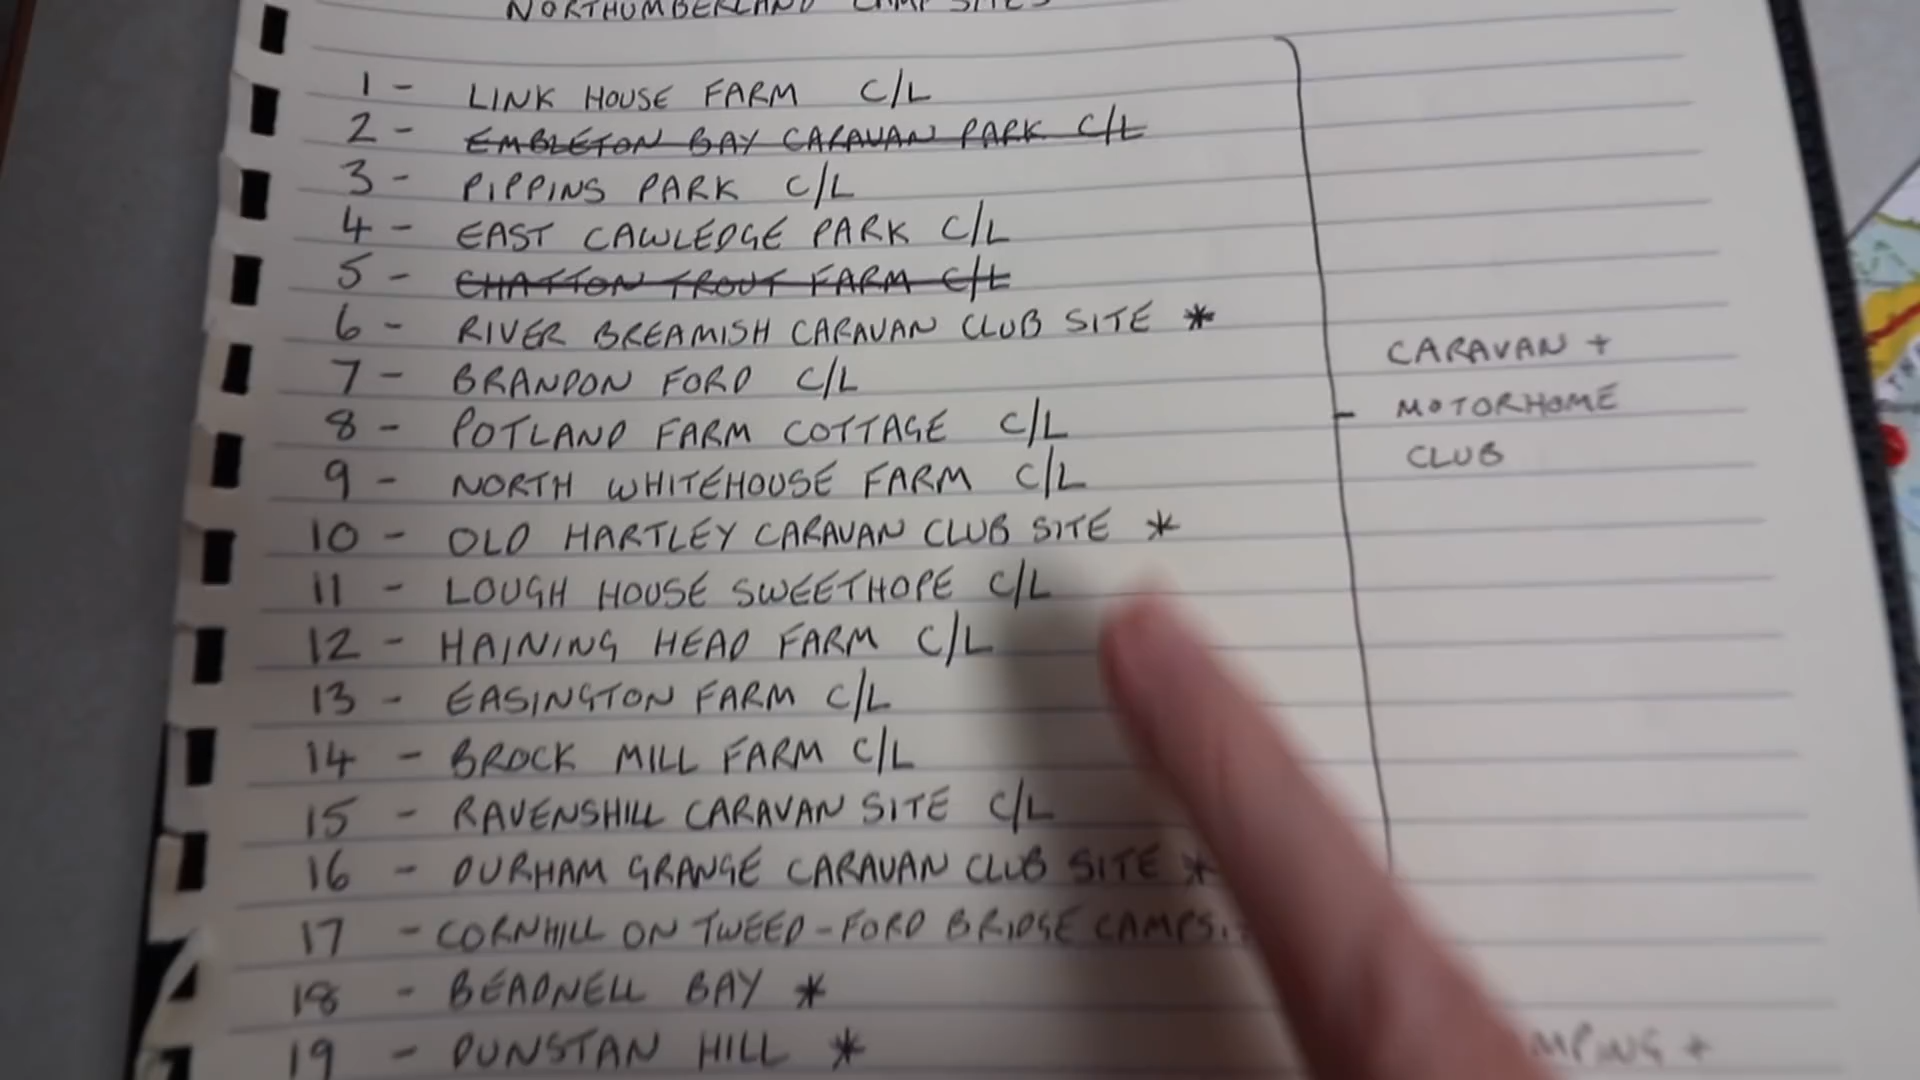 NORTHUMBERLAND CAMPSITES
1 - LINK HOUSE FARM C/L
2 - EMBLETON BAY CARAVAN PARK C/L
3 - PIPPINS PARK C/L
4 - EAST CAWLEDGE PARK C/L
5 - CHATTON TROUT FARM C/L
6 - RIVER BREAMISH CARAVAN CLUB SITE *
7 - BRANDON FORD C/L
8 - POTLAND FARM COTTAGE C/L
9 - NORTH WHITEHOUSE FARM C/L
10 - OLD HARTLEY CARAVAN CLUB SITE *
11 - LOUGH HOUSE SWEETHOPE C/L
12 - HAINING HEAD FARM C/L
13 - EASINGTON FARM C/L
14 - BROCK MILL FARM C/L
15 - RAVENSHILL CARAVAN SITE C/L
16 - DURHAM GRANGE CARAVAN CLUB SITE *
17 - CORNHILL ON TWEED - FORD BRIDGE CAMPSI
18 - BEADNELL BAY *
19 - DUNSTAN HILL *
CARAVAN +
MOTORHOME
CLUB
MPING +